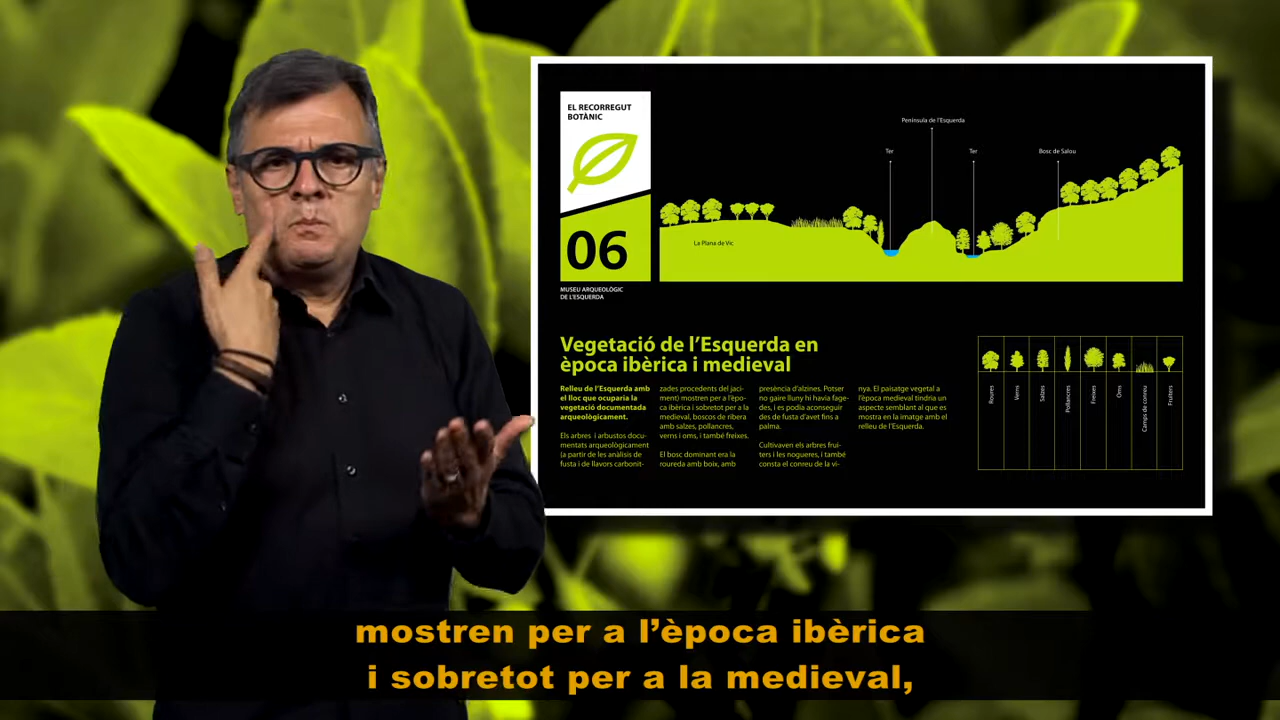 EL RECORREGUT
BOTÀNIC
06
MUSEU ARQUEOLÒGIC
DE L'ESQUERDA
Península de l'Esquerda
Ter
Ter
Bosc de Salou
La Plana de Vic
Vegetació de l'Esquerda en
època ibèrica i medieval
Relleu de l'Esquerda amb
el lloc que ocuparia la
vegetació documentada
arqueològicament.
Els arbres i arbustos docu-
mentats arqueològicament
(a partir de les anàlisis de
fusta i de llavors carbonit-
zades procedents del jaci-
ment) mostren per a l'èpo-
ca ibèrica i sobretot per a la
medieval, boscos de ribera
amb salzes, pollancres,
verns i oms, i també freixes.
El bosc dominant era la
roureda amb boix, amb
presència d'alzines. Potser
no gaire lluny hi havia fage-
des, i es podia aconseguir
des de fusta d'avet fins a
palma.
Cultivaven els arbres frui-
ters i les nogueres, i també
consta el conreu de la vi-
nya. El paisatge vegetal a
l'època medieval tindria un
aspecte semblant al que es
mostra en la imatge amb el
relleu de l'Esquerda.
Roures
Verns
Salzes
Pollancres
Freixes
Oms
Camps de conreu
Fruiters
mostren per a l'època ibèrica
i sobretot per a la medieval,